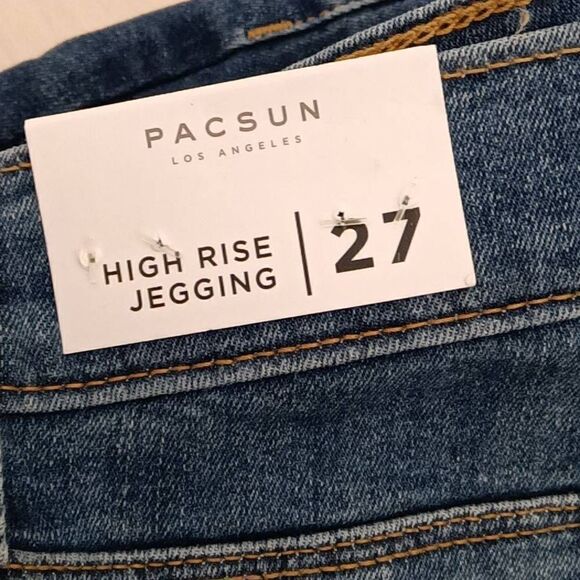 PACSUN
LOS ANGELES
HIGH RISE
JEGGING
27